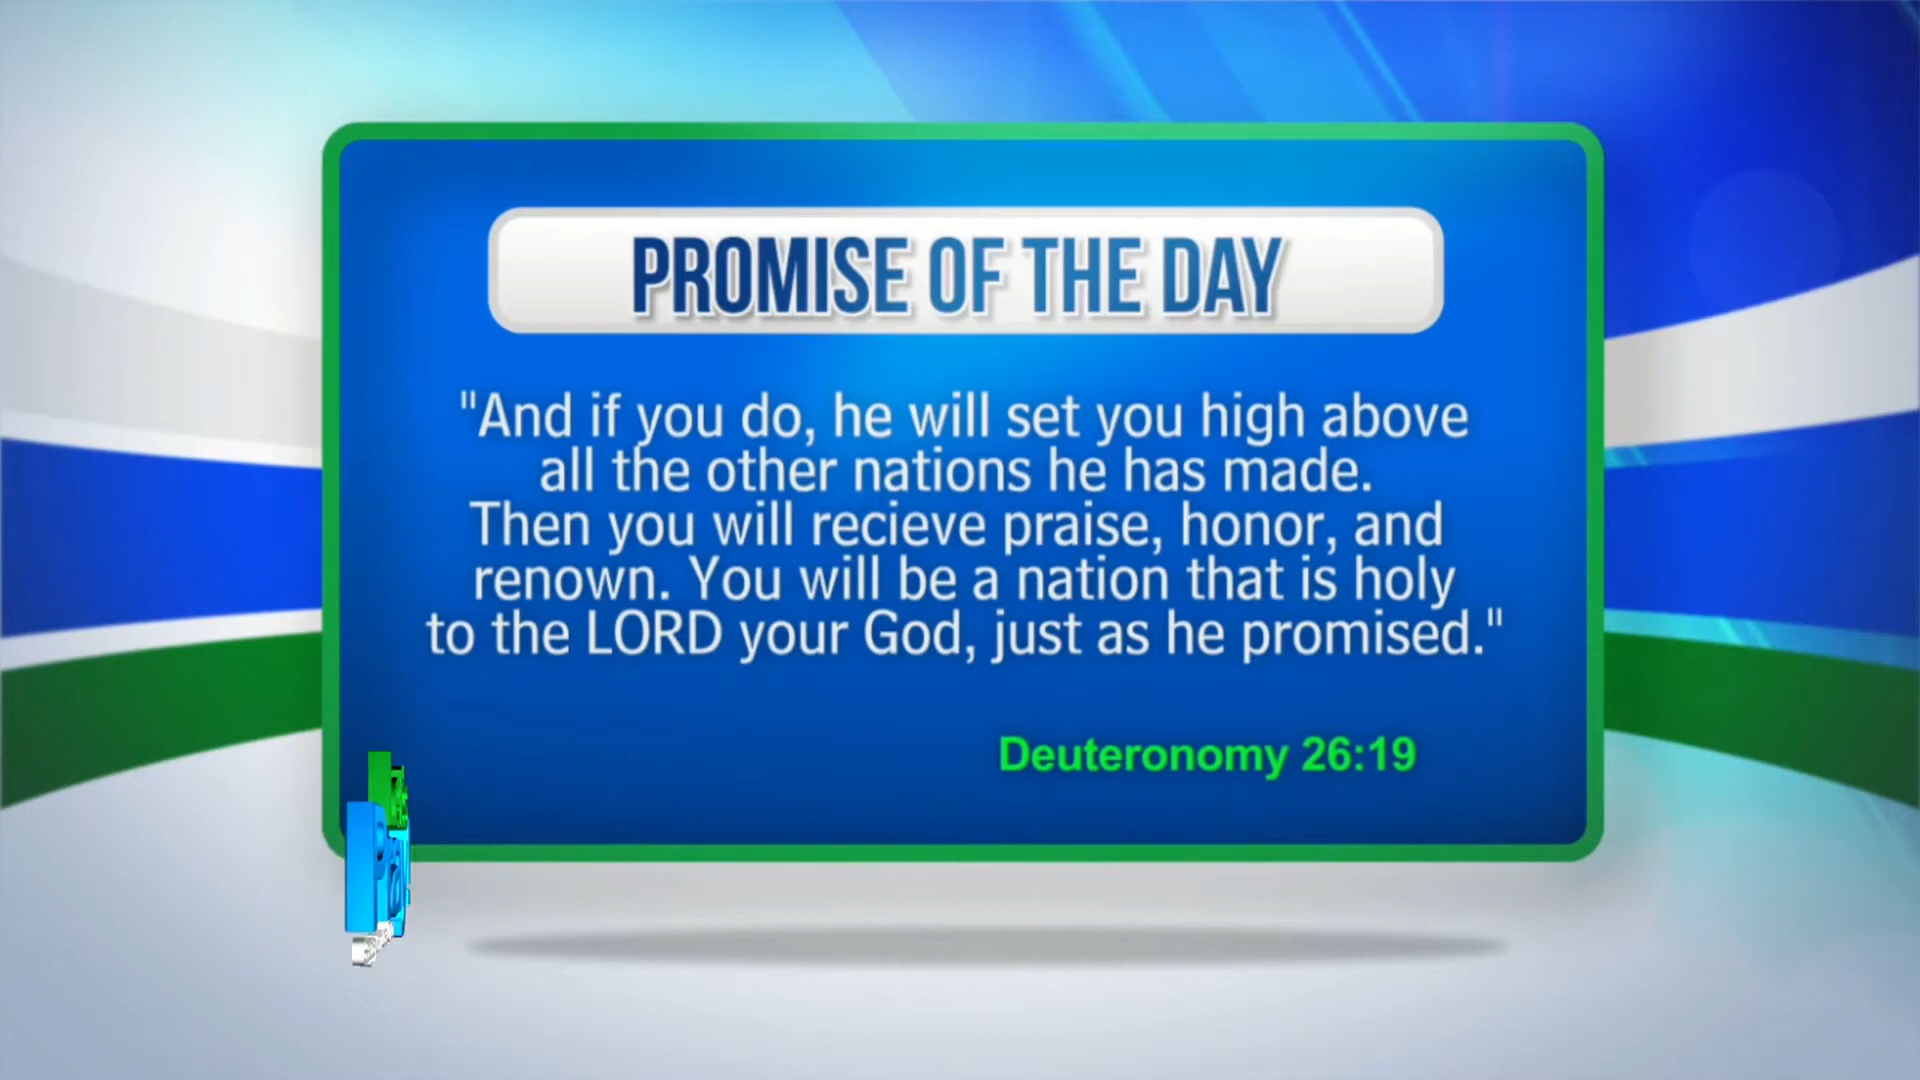 PROMISE OF THE DAY
"And if you do, he will set you high above
all the other nations he has made.
Then you will recieve praise, honor, and
renown. You will be a nation that is holy
to the LORD your God, just as he promised."
Deuteronomy 26:19